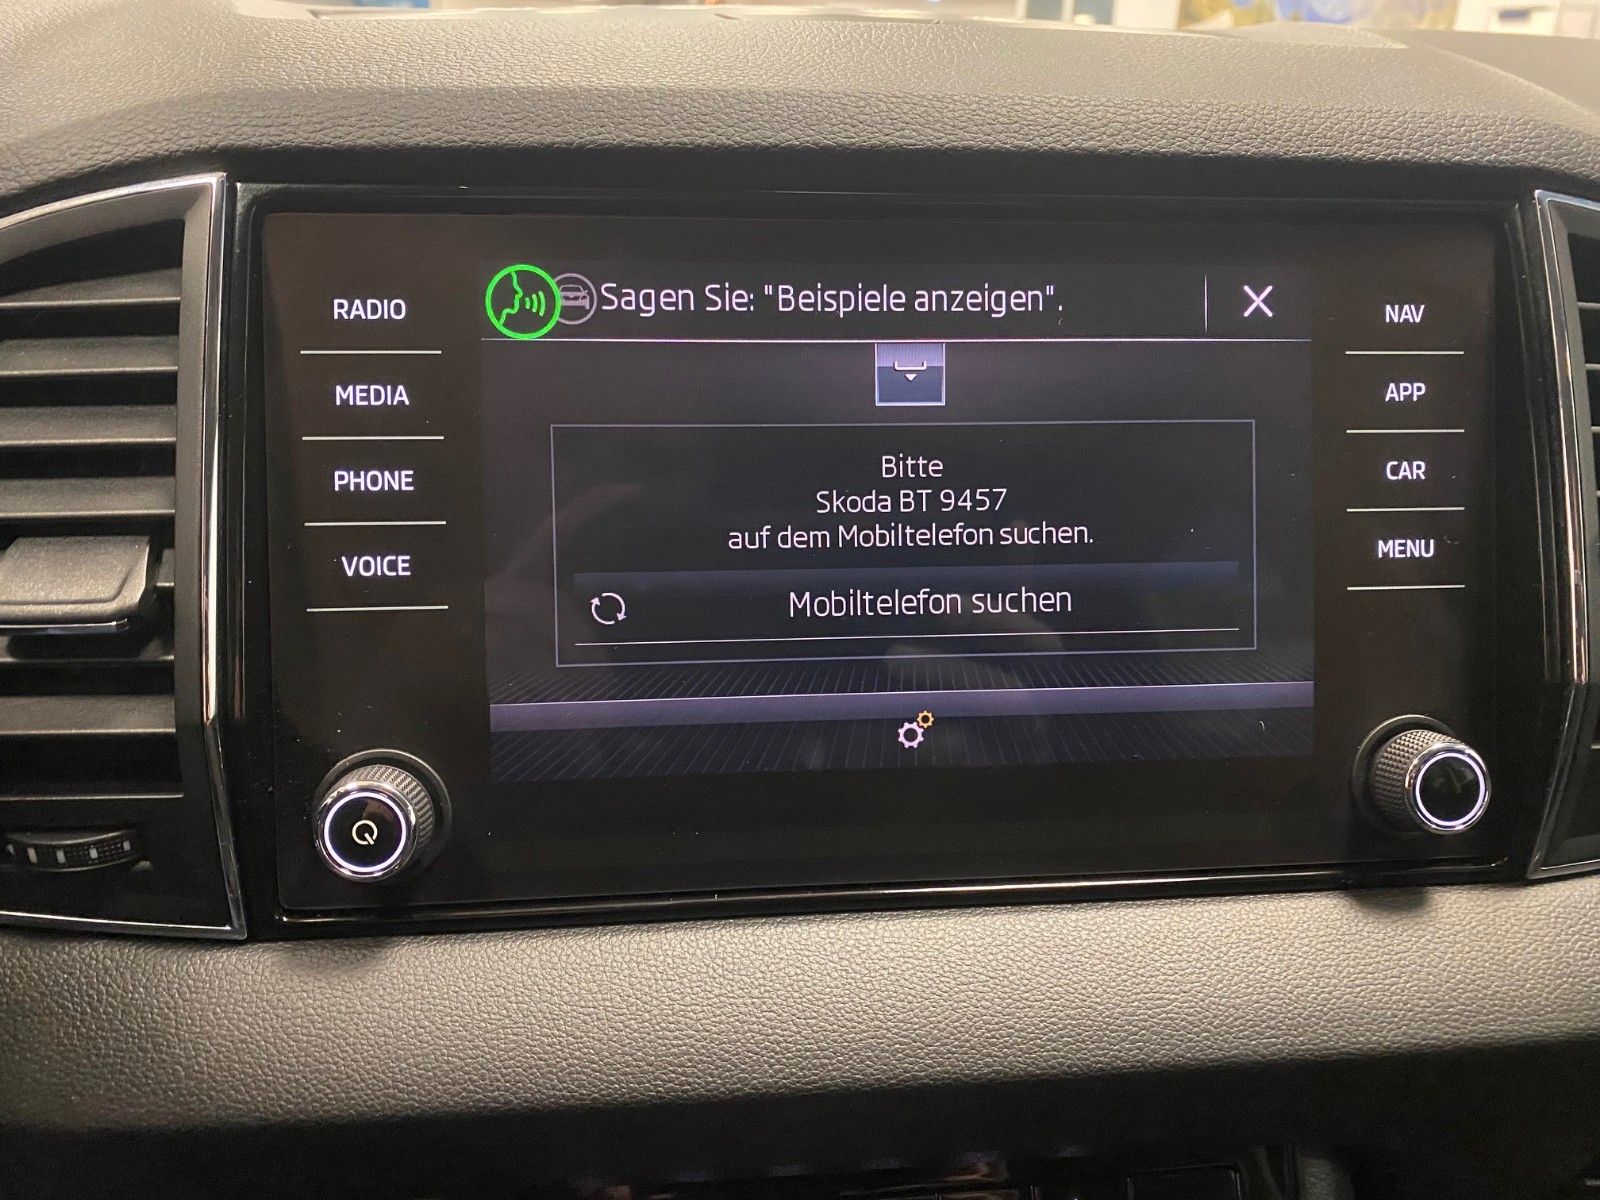 RADIO
MEDIA
PHONE
VOICE
Sagen Sie: "Beispiele anzeigen".
Bitte
Skoda BT 9457
auf dem Mobiltelefon suchen.
Mobiltelefon suchen
NAV
APP
CAR
MENU